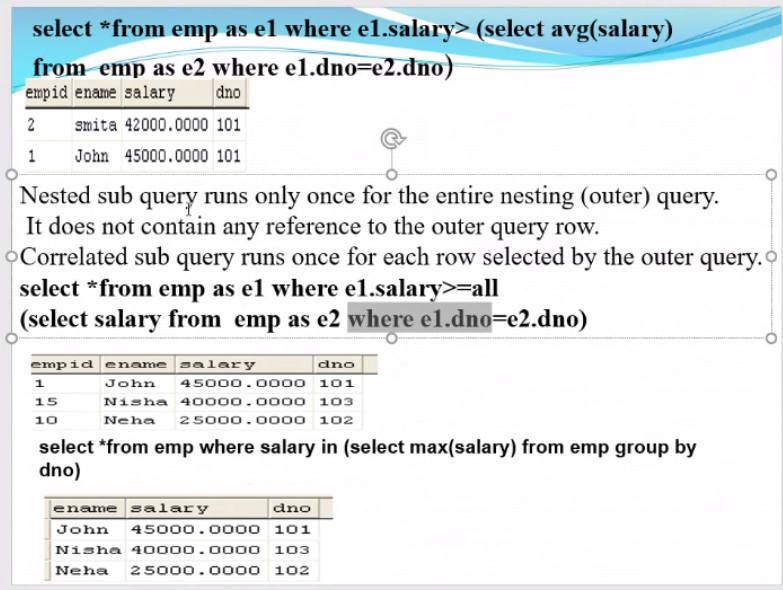 select *from emp as e1 where e1.salary> (select avg(salary)
from emp as e2 where e1.dno=e2.dno)
empid ename salary dno
2 smita 42000.0000 101
1 John 45000.0000 101
Nested sub query runs only once for the entire nesting (outer) query.
It does not contain any reference to the outer query row.
Correlated sub query runs once for each row selected by the outer query.
select *from emp as e1 where e1.salary>=all
(select salary from emp as e2 where e1.dno=e2.dno)
empid ename salary dno
1 John 45000.0000 101
15 Nisha 40000.0000 103
10 Neha 25000.0000 102
select *from emp where salary in (select max(salary) from emp group by
dno)
ename salary dno
John 45000.0000 101
Nisha 40000.0000 103
Neha 25000.0000 102